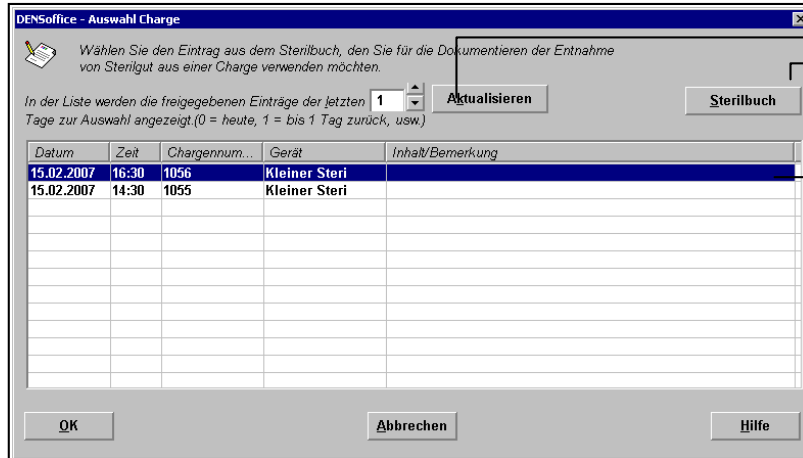 DENSoffice - Auswahl Charge
Wählen Sie den Eintrag aus dem Sterilbuch, den Sie für die Dokumentieren der Entnahme
von Sterilgut aus einer Charge verwenden möchten.
In der Liste werden die freigegebenen Einträge der letzten 1 Aktualisieren Sterilbuch
Tage zur Auswahl angezeigt.(0 = heute, 1 = bis 1 Tag zurück, usw.)
Datum Zeit Chargennum... Gerät Inhalt/Bemerkung
15.02.2007 16:30 1056 Kleiner Steri
15.02.2007 14:30 1055 Kleiner Steri
OK Abbrechen Hilfe